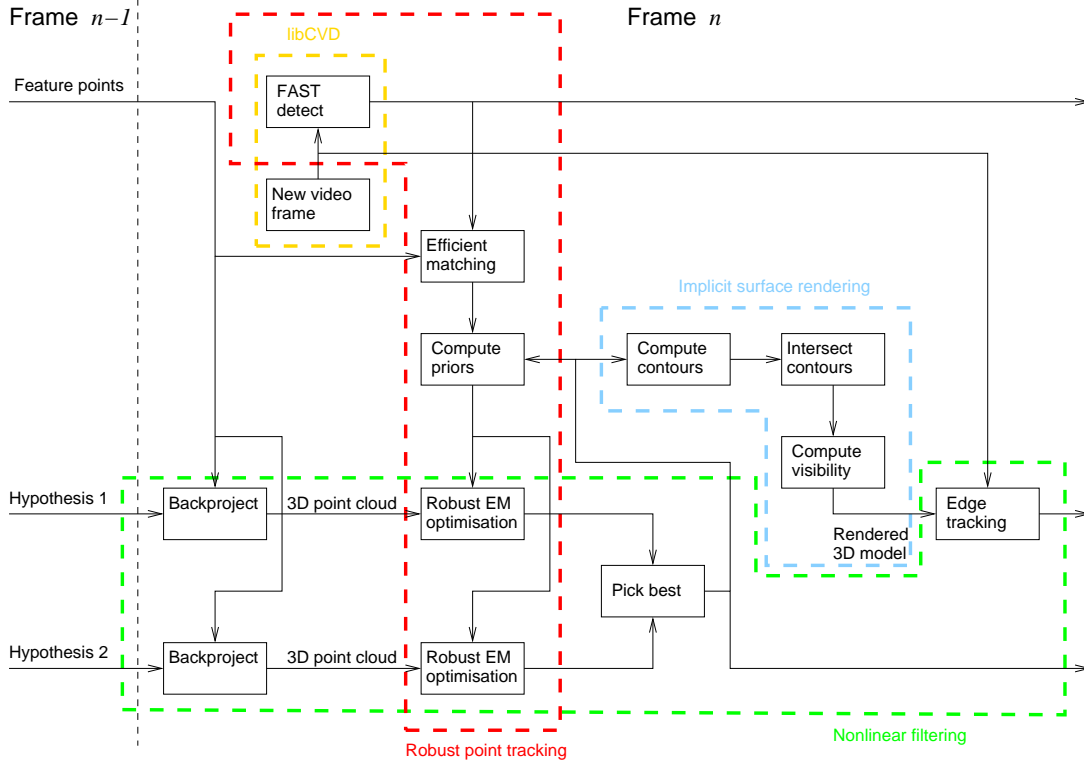 Frame n−1
Frame n
libCVD
Feature points
FAST
detect
New video
frame
Efficient
matching
Implicit surface rendering
Compute
priors
Compute
contours
Intersect
contours
Compute
visibility
Hypothesis 1
Backproject
3D point cloud
Robust EM
optimisation
Edge
tracking
Rendered
3D model
Pick best
Hypothesis 2
Backproject
3D point cloud
Robust EM
optimisation
Robust point tracking
Nonlinear filtering